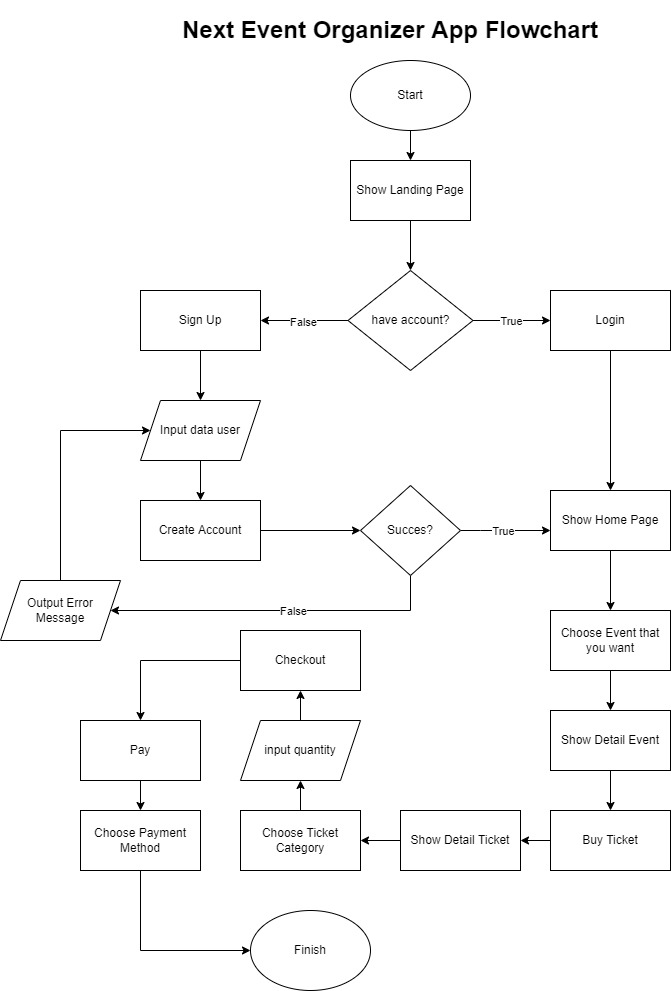 Next Event Organizer App Flowchart
Start
Show Landing Page
have account?
False
True
Sign Up
Login
Input data user
Create Account
Succes?
True
Show Home Page
Output Error
Message
False
Choose Event that
you want
Checkout
Show Detail Event
Pay
input quantity
Choose Payment
Method
Choose Ticket
Category
Show Detail Ticket
Buy Ticket
Finish